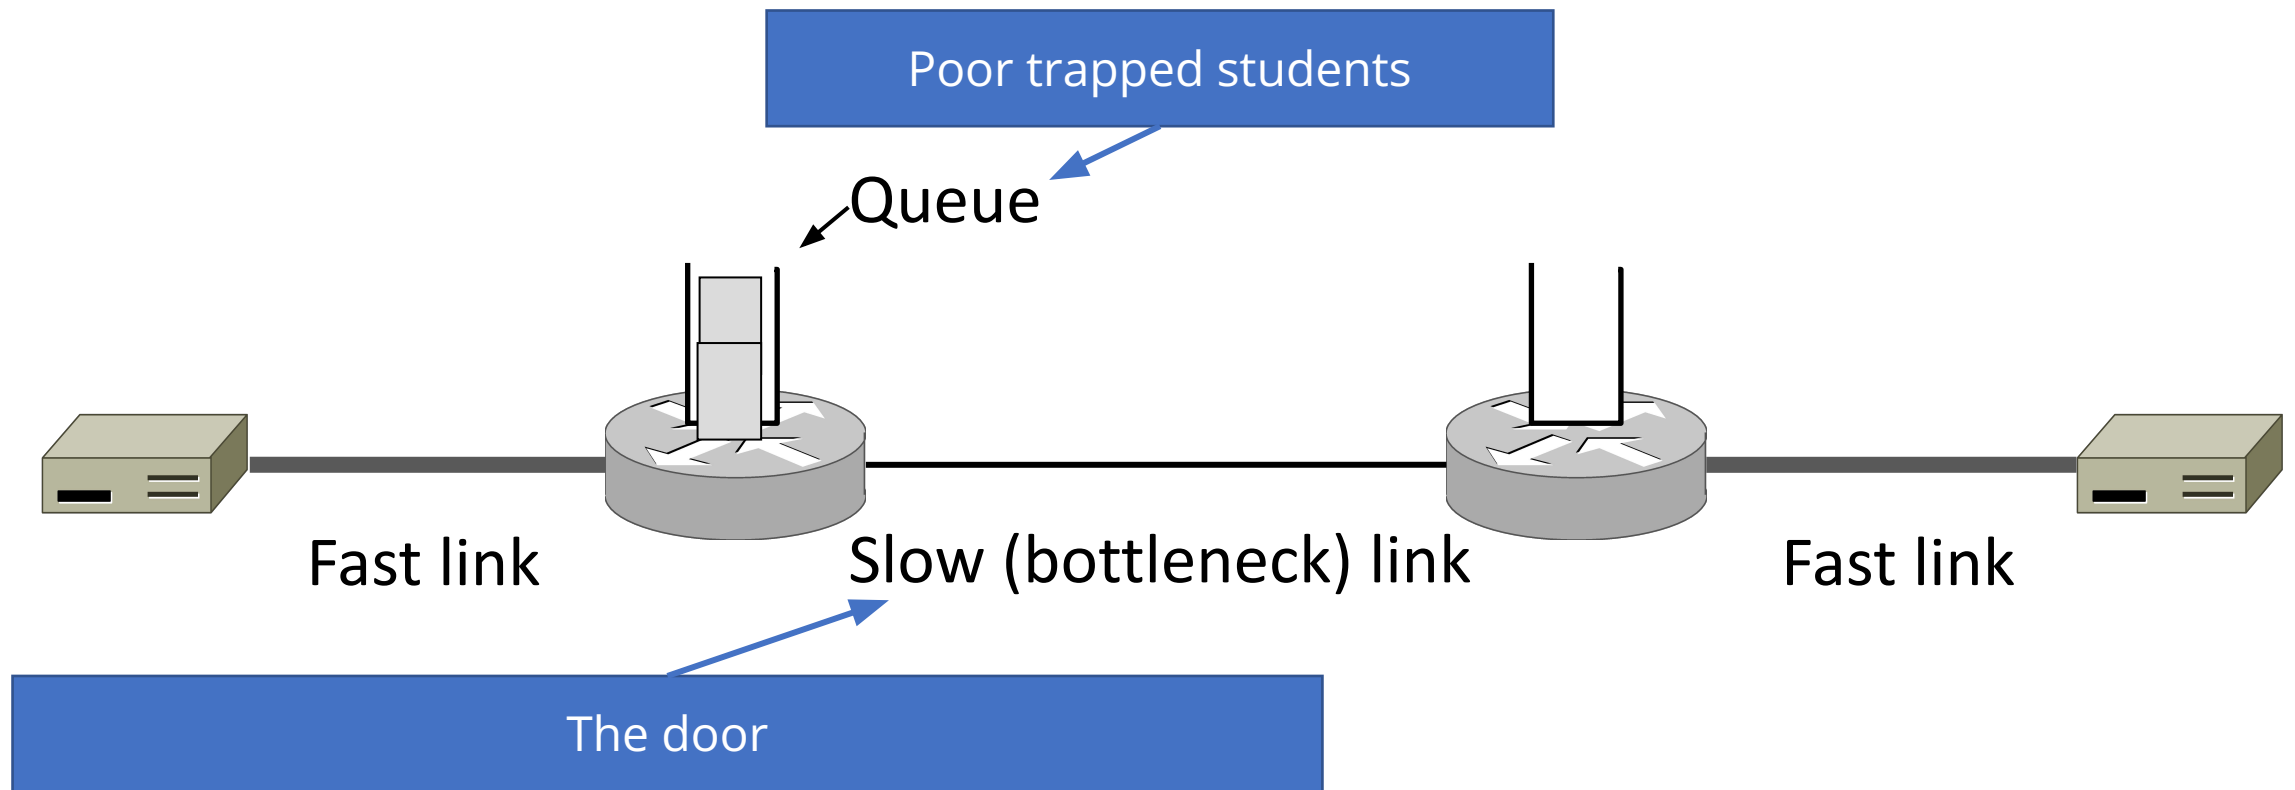 Poor trapped students
Queue
Fast link
Slow (bottleneck) link
Fast link
The door